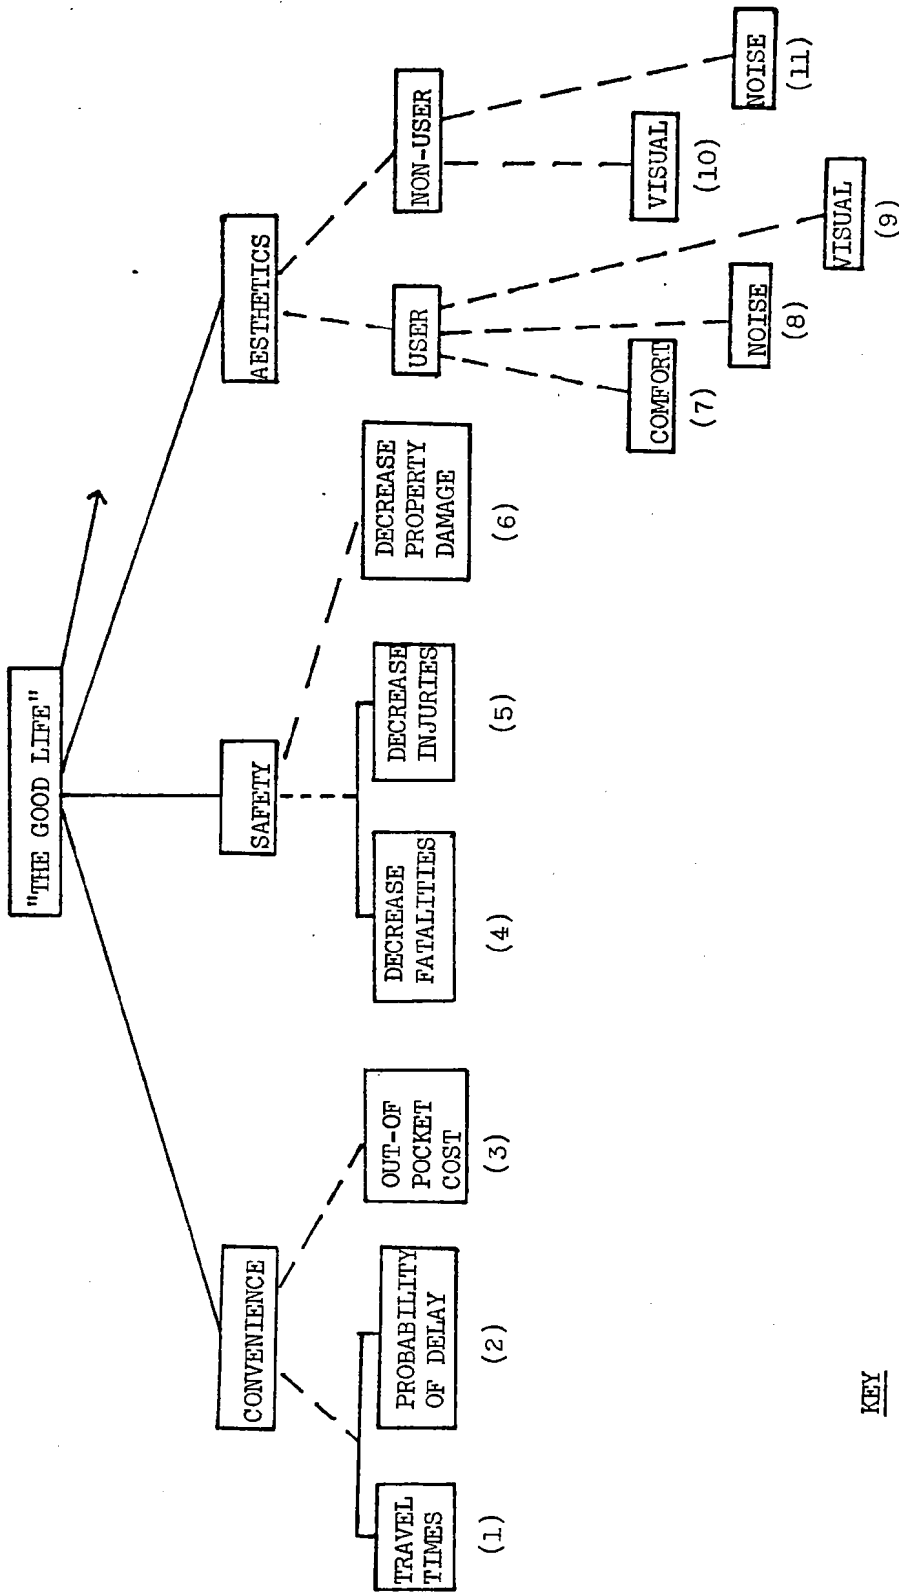 "THE GOOD LIFE"
CONVENIENCE
SAFETY
AESTHETICS
TRAVEL
TIMES
(1)
PROBABILITY
OF DELAY
(2)
OUT-OF
POCKET
COST
(3)
DECREASE
FATALITIES
(4)
DECREASE
INJURIES
(5)
DECREASE
PROPERTY
DAMAGE
(6)
USER
NON-USER
COMFORT
(7)
NOISE
(8)
VISUAL
(9)
VISUAL
(10)
NOISE
(11)
KEY